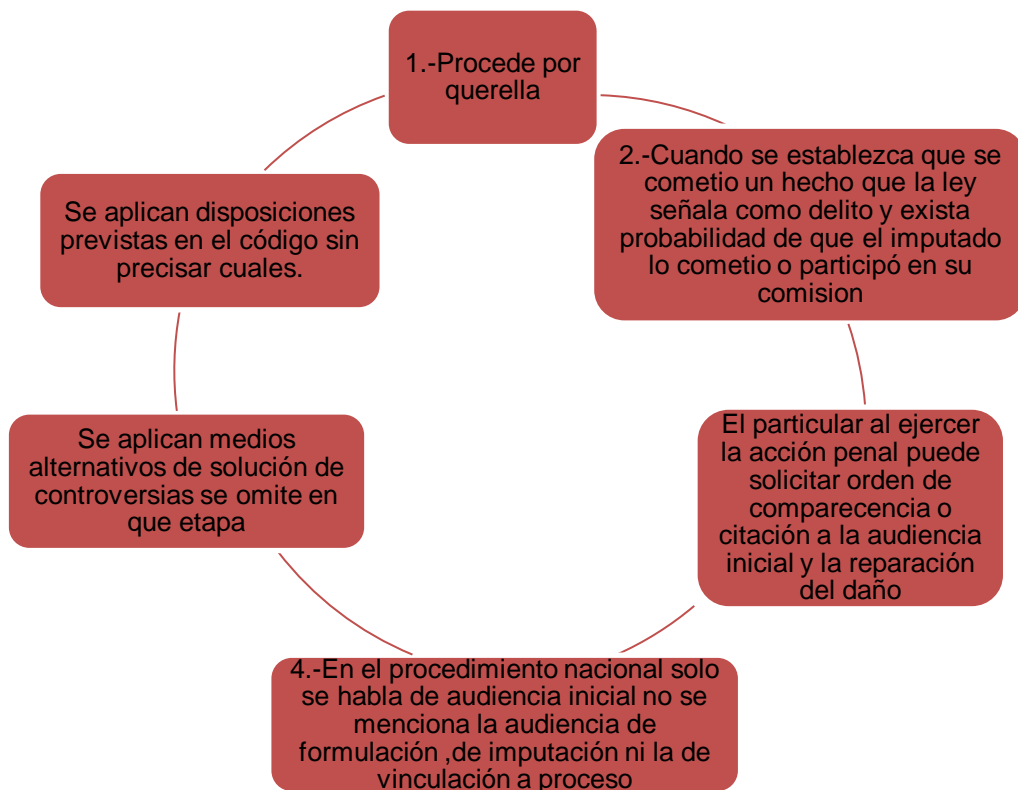 1.-Procede por
querella
2.-Cuando se establezca que se
cometio un hecho que la ley
señala como delito y exista
probabilidad de que el imputado
lo cometio o participó en su
comision
El particular al ejercer
la acción penal puede
solicitar orden de
comparecencia o
citación a la audiencia
inicial y la reparación
del daño
4.-En el procedimiento nacional solo
se habla de audiencia inicial no se
menciona la audiencia de
formulación ,de imputación ni la de
vinculación a proceso
Se aplican medios
alternativos de solución de
controversias se omite en
que etapa
Se aplican disposiciones
previstas en el código sin
precisar cuales.